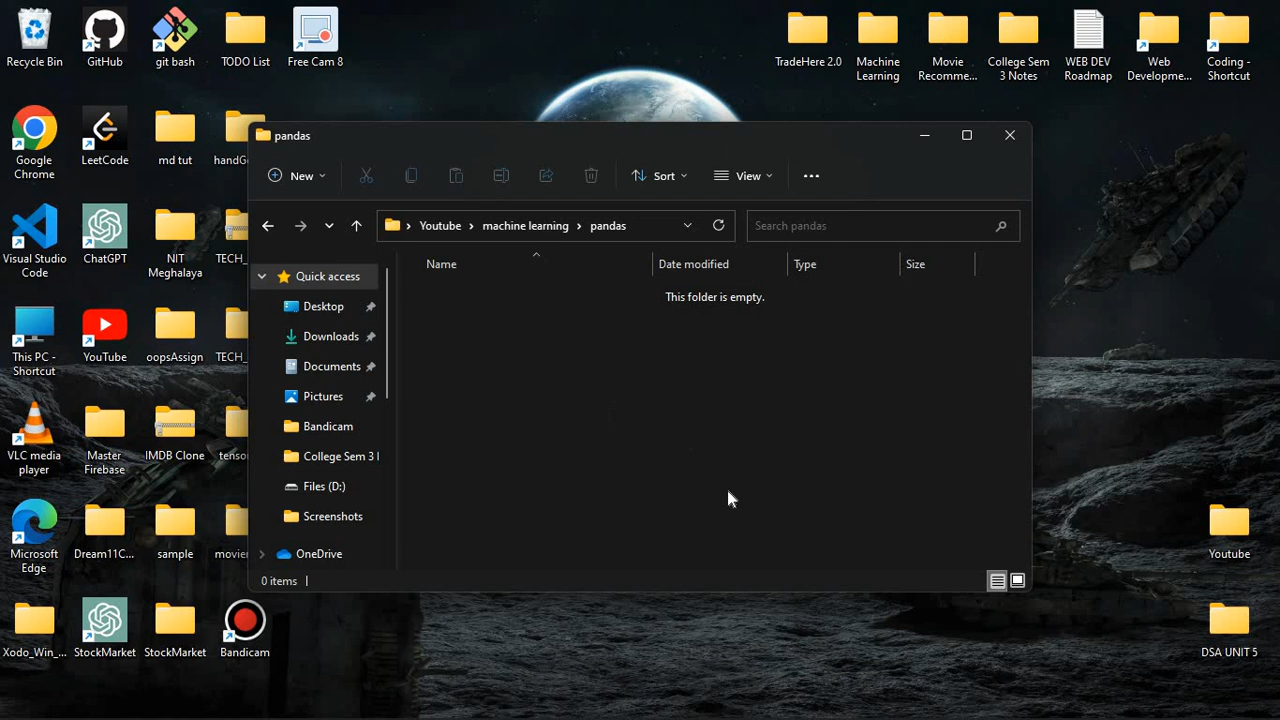 Recycle Bin
GitHub
git bash
TODO List
Free Cam 8
TradeHere 2.0
Machine
Learning
Movie
Recomme...
College Sem
3 Notes
WEB DEV
Roadmap
Web
Developme...
Coding -
Shortcut
Google
Chrome
LeetCode
md tut
handG
Visual Studio
Code
ChatGPT
NIT
Meghalaya
TECH_
This PC -
Shortcut
YouTube
oopsAssign
TECH_
VLC media
player
Master
Firebase
IMDB Clone
tensor
Microsoft
Edge
Dream11C...
sample
movie
Xodo_Win_...
StockMarket
StockMarket
Bandicam
pandas
New
Sort
View
Youtube
machine learning
pandas
Search pandas
Name
Date modified
Type
Size
This folder is empty.
Quick access
Desktop
Downloads
Documents
Pictures
Bandicam
College Sem 3
Files (D:)
Screenshots
OneDrive
0 items
Youtube
DSA UNIT 5